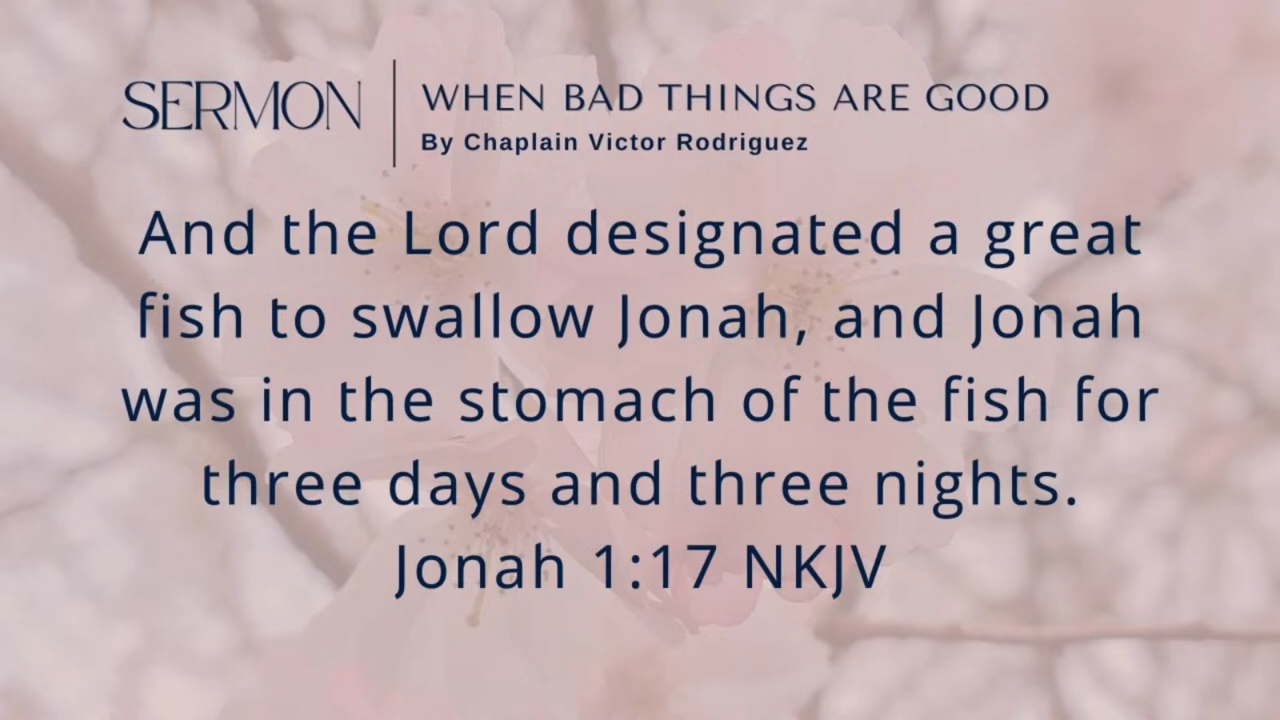 SERMON
WHEN BAD THINGS ARE GOOD
By Chaplain Victor Rodriguez
And the Lord designated a great
fish to swallow Jonah, and Jonah
was in the stomach of the fish for
three days and three nights.
Jonah 1:17 NKJV